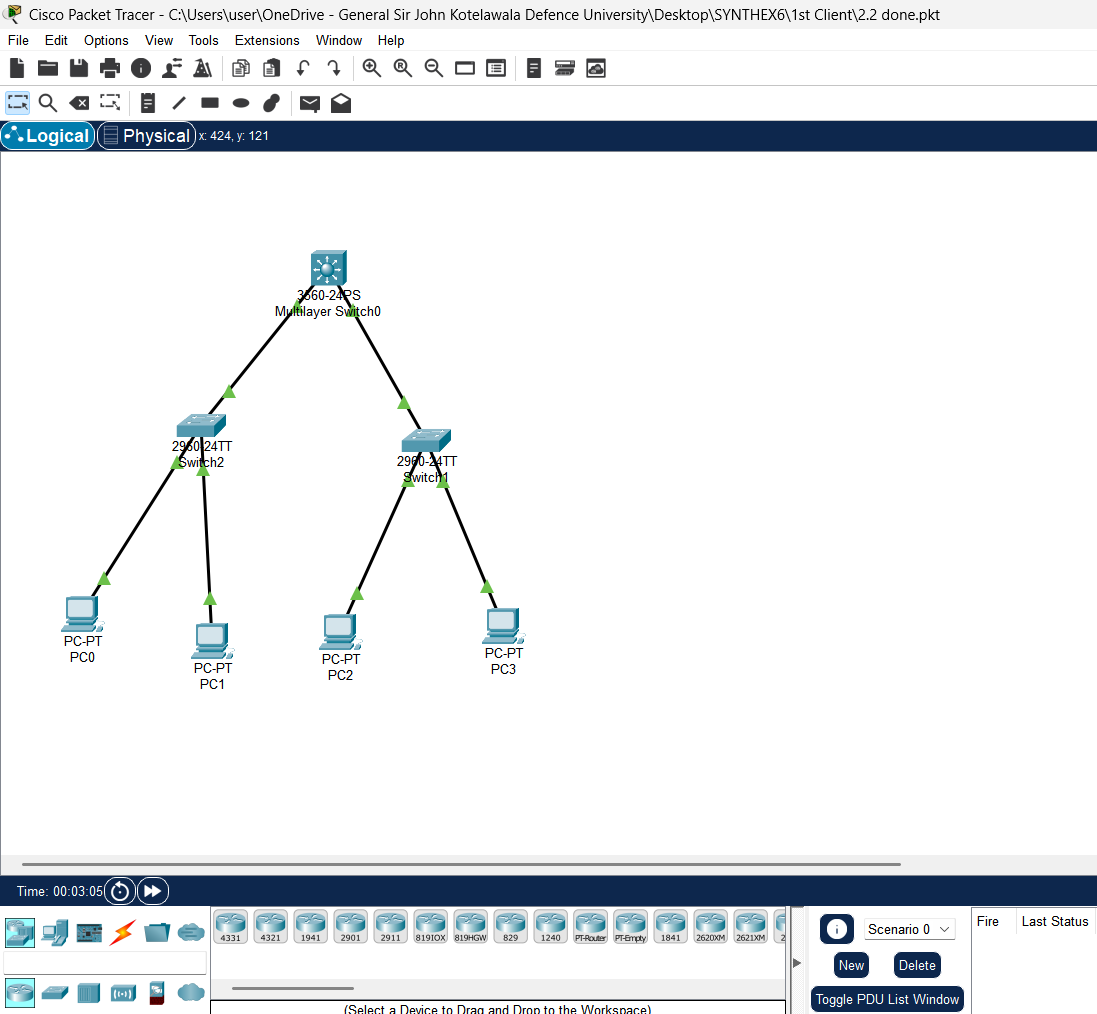 Cisco Packet Tracer - C:\Users\user\OneDrive - General Sir John Kotelawala Defence University\Desktop\SYNTHEX6\1st Client\2.2 done.pkt
File Edit Options View Tools Extensions Window Help
Logical Physical x: 424, y: 121
3560-24PS
Multilayer Switch0
2960-24TT
Switch2
2960-24TT
Switch1
PC-PT
PC0
PC-PT
PC1
PC-PT
PC2
PC-PT
PC3
Time: 00:03:05
4331 4321 1941 2901 2911 819IOX 819HGW 829 1240 PT-Router PT-Empty 1841 2620XM 2621XM 2
(Select a Device to Drag and Drop to the Workspace)
Scenario 0
New Delete
Toggle PDU List Window
Fire Last Status